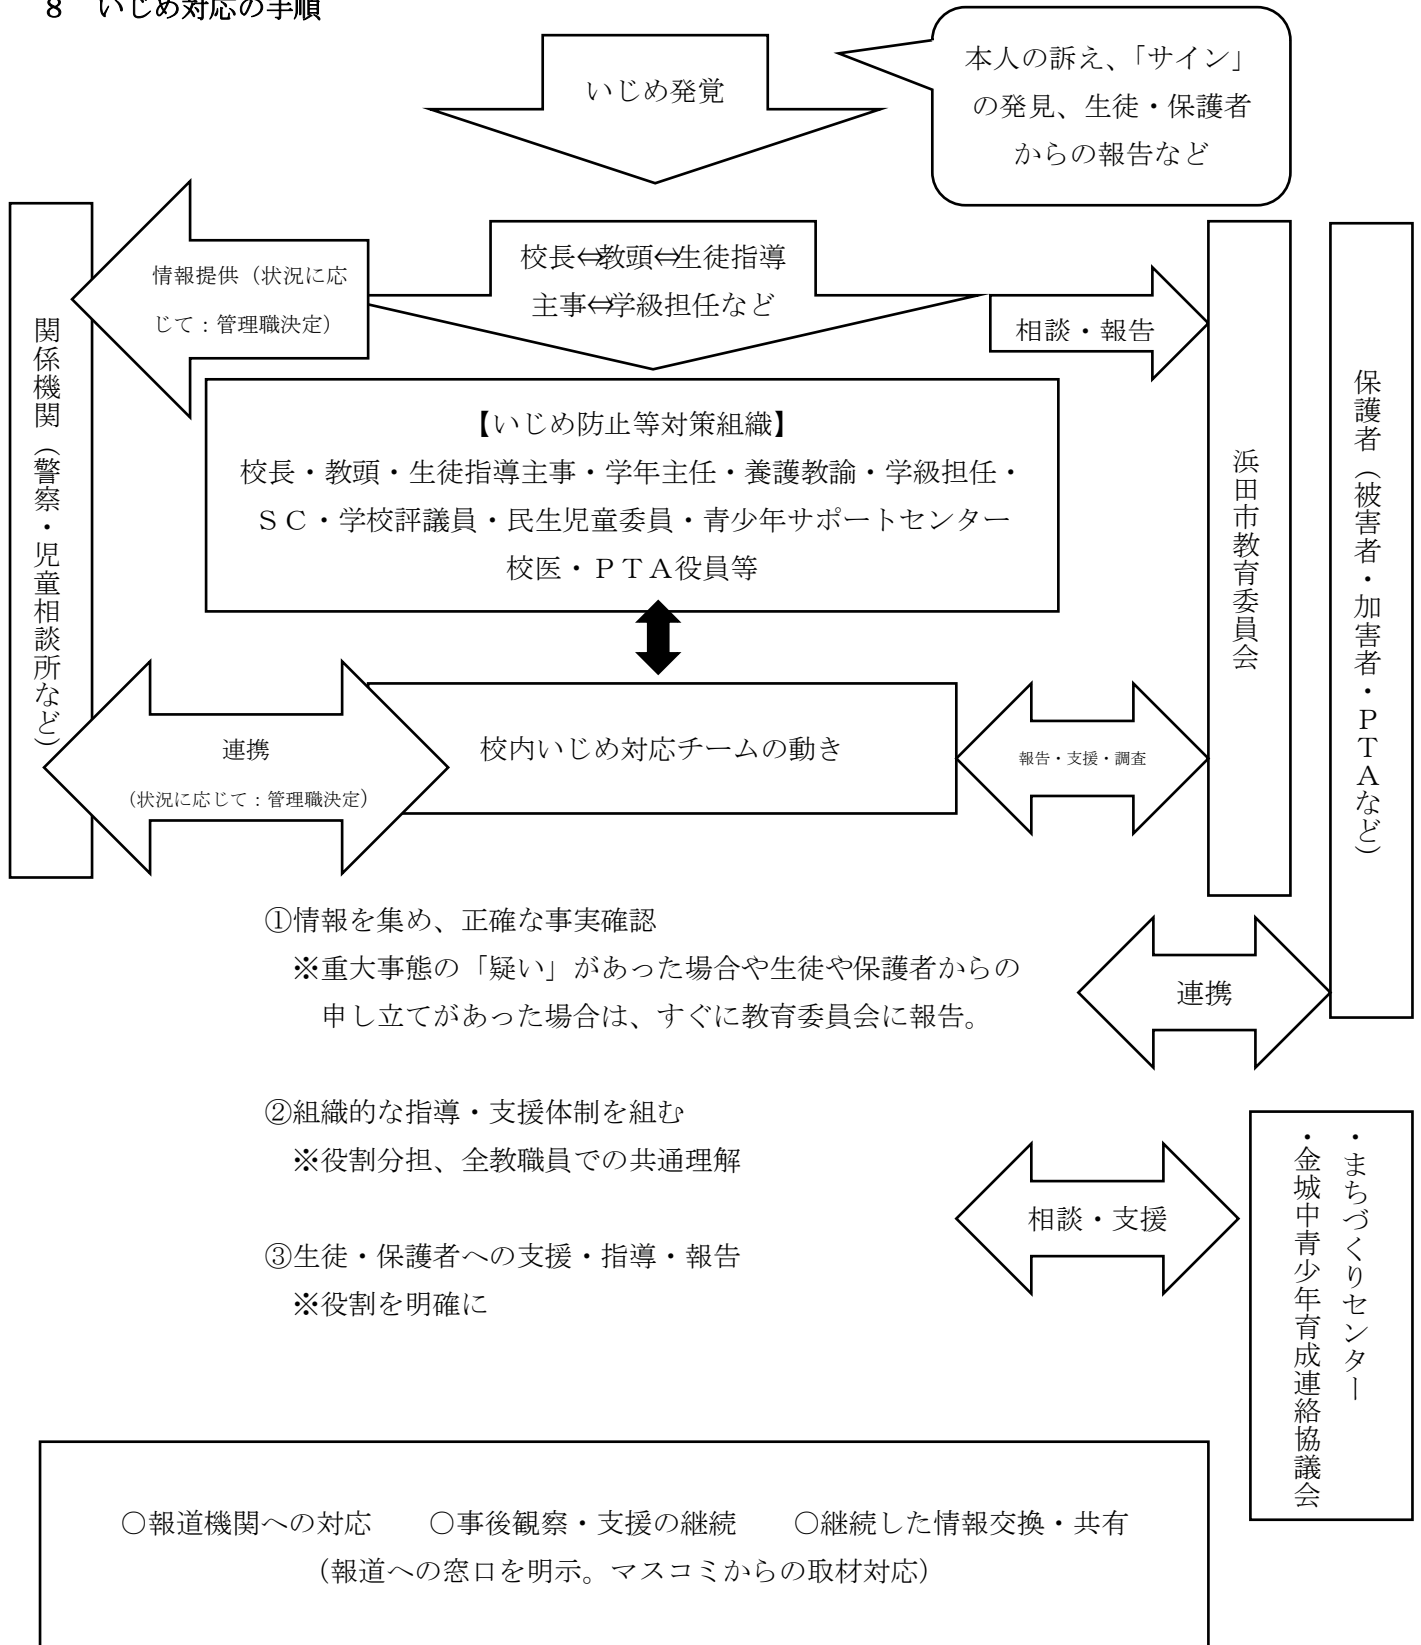 8　いじめ対応の手順
いじめ発覚
本人の訴え、「サイン」
の発見、生徒・保護者
からの報告など
情報提供（状況に応
じて：管理職決定）
校長⇔教頭⇔生徒指導
主事⇔学級担任など
相談・報告
関係機関（警察・児童相談所など）
【いじめ防止等対策組織】
校長・教頭・生徒指導主事・学年主任・養護教諭・学級担任・
ＳＣ・学校評議員・民生児童委員・青少年サポートセンター
校医・ＰＴＡ役員等
浜田市教育委員会
保護者（被害者・加害者・ＰＴＡなど）
連携
（状況に応じて：管理職決定）
校内いじめ対応チームの動き
報告・支援・調査
①情報を集め、正確な事実確認
※重大事態の「疑い」があった場合や生徒や保護者からの
申し立てがあった場合は、すぐに教育委員会に報告。
連携
②組織的な指導・支援体制を組む
※役割分担、全教職員での共通理解
相談・支援
・まちづくりセンター
・金城中青少年育成連絡協議会
③生徒・保護者への支援・指導・報告
※役割を明確に
○報道機関への対応　　○事後観察・支援の継続　　○継続した情報交換・共有
（報道への窓口を明示。マスコミからの取材対応）